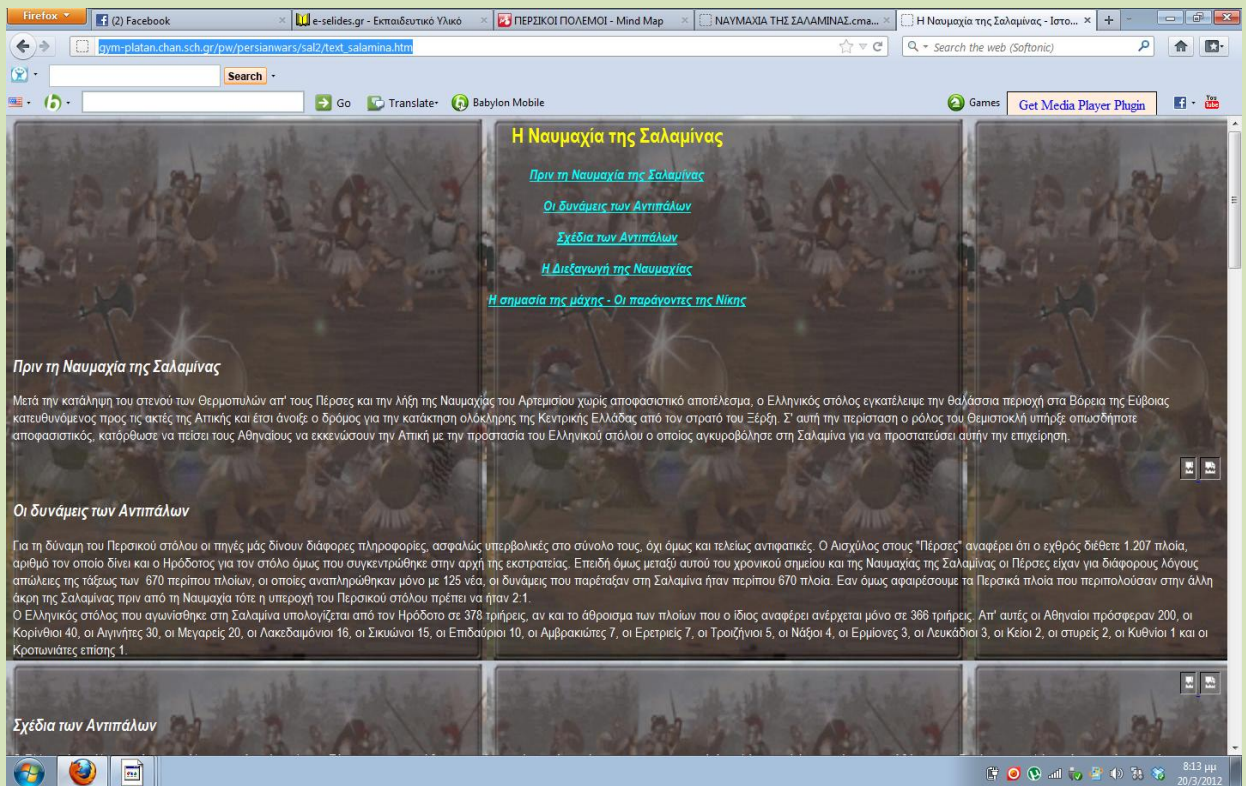 Firefox
(2) Facebook
e-selides.gr - Εκπαιδευτικό Υλικό
ΠΕΡΣΙΚΟΙ ΠΟΛΕΜΟΙ - Mind Map
ΝΑΥΜΑΧΙΑ ΤΗΣ ΣΑΛΑΜΙΝΑΣ.cma...
Η Ναυμαχία της Σαλαμίνας - Ιστο...
gym-platan.chan.sch.gr/pw/persianwars/sal2/text_salamina.htm
Search the web (Softonic)
Search
Go
Translate
Babylon Mobile
Games
Get Media Player Plugin
You Tube
Η Ναυμαχία της Σαλαμίνας
Πριν τη Ναυμαχία της Σαλαμίνας
Οι δυνάμεις των Αντιπάλων
Σχέδια των Αντιπάλων
Η Διεξαγωγή της Ναυμαχίας
Η σημασία της μάχης - Οι παράγοντες της Νίκης
Πριν τη Ναυμαχία της Σαλαμίνας
Μετά την κατάληψη του στενού των Θερμοπυλών απ' τους Πέρσες και την λήξη της Ναυμαχίας του Αρτεμισίου χωρίς αποφασιστικό αποτέλεσμα, ο Ελληνικός στόλος εγκατέλειψε την θαλάσσια περιοχή στα Βόρεια της Εύβοιας
κατευθυνόμενος προς τις ακτές της Αττικής και έτσι άνοιξε ο δρόμος για την κατάκτηση ολόκληρης της Κεντρικής Ελλάδας από τον στρατό του Ξέρξη. Σ' αυτή την περίσταση ο ρόλος του Θεμιστοκλή υπήρξε οπωσδήποτε
αποφασιστικός, κατόρθωσε να πείσει τους Αθηναίους να εκκενώσουν την Αττική με την προστασία του Ελληνικού στόλου ο οποίος αγκυροβόλησε στη Σαλαμίνα για να προστατεύσει αυτήν την επιχείρηση.
Οι δυνάμεις των Αντιπάλων
Για τη δύναμη του Περσικού στόλου οι πηγές μάς δίνουν διάφορες πληροφορίες, ασφαλώς υπερβολικές στο σύνολο τους, όχι όμως και τελείως αντιφατικές. Ο Αισχύλος στους "Πέρσες" αναφέρει ότι ο εχθρός διέθετε 1.207 πλοία,
αριθμό τον οποίο δίνει και ο Ηρόδοτος για τον στόλο όμως που συγκεντρώθηκε στην αρχή της εκστρατείας. Επειδή όμως μεταξύ αυτού του χρονικού σημείου και της Ναυμαχίας της Σαλαμίνας οι Πέρσες είχαν για διάφορους λόγους
απώλειες της τάξεως των 670 περίπου πλοίων, οι οποίες αναπληρώθηκαν μόνο με 125 νέα, οι δυνάμεις που παρέταξαν στη Σαλαμίνα ήταν περίπου 670 πλοία. Εαν όμως αφαιρέσουμε τα Περσικά πλοία που περιπολούσαν στην άλλη
άκρη της Σαλαμίνας πριν από τη Ναυμαχία τότε η υπεροχή του Περσικού στόλου πρέπει να ήταν 2:1.
Ο Ελληνικός στόλος που αγωνίσθηκε στη Σαλαμίνα υπολογίζεται από τον Ηρόδοτο σε 378 τριήρεις, αν και το άθροισμα των πλοίων που ο ίδιος αναφέρει ανέρχεται μόνο σε 366 τριήρεις. Απ' αυτές οι Αθηναίοι πρόσφεραν 200, οι
Κορίνθιοι 40, οι Αιγινήτες 30, οι Μεγαρείς 20, οι Λακεδαιμόνιοι 16, οι Σικυώνοι 15, οι Επιδαύριοι 10, οι Αμβρακιώτες 7, οι Ερετριείς 7, οι Τροιζήνιοι 5, οι Νάξιοι 4, οι Ερμίονες 3, οι Λευκάδιοι 3, οι Κείοι 2, οι στυρείς 2, οι Κυθνίοι 1 και οι
Κροτωνιάτες επίσης 1.
Σχέδια των Αντιπάλων
8:13 μμ
20/3/2012